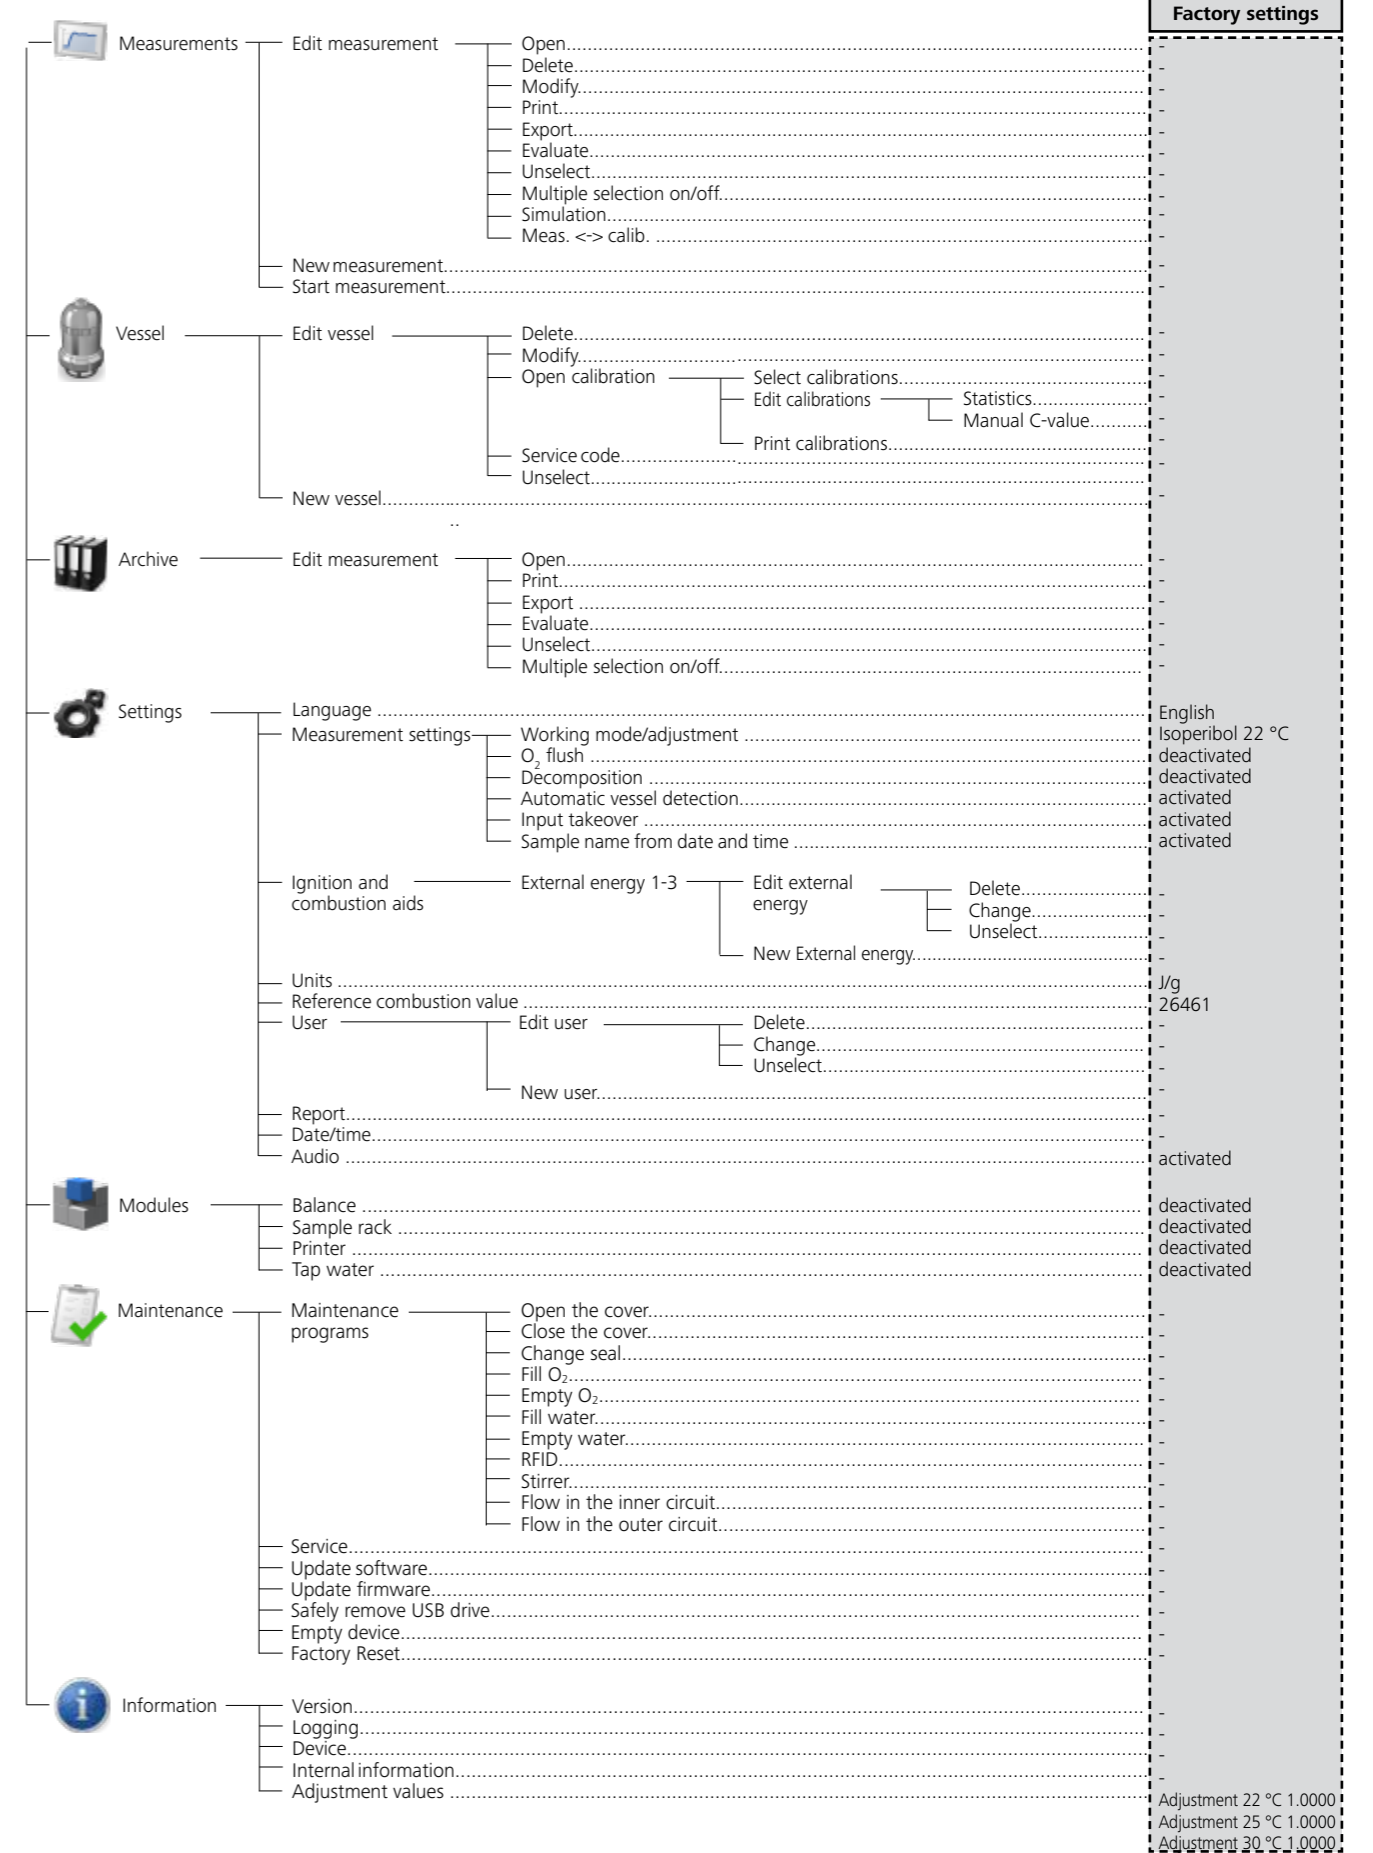 Factory settings
Measurements Edit measurement Open -
Delete -
Modify -
Print -
Export -
Evaluate -
Unselect -
Multiple selection on/off -
Simulation -
Meas. <-> calib. -
New measurement -
Start measurement -
Vessel Edit vessel Delete -
Modify -
Open calibration Select calibrations -
Edit calibrations Statistics -
Manual C-value -
Print calibrations -
Service code -
Unselect
New vessel -
..
Archive Edit measurement Open -
Print -
Export -
Evaluate -
Unselect -
Multiple selection on/off -
Settings Language English
Measurement settings Working mode/adjustment Isoperibol 22 °C
O2 flush deactivated
Decomposition deactivated
Automatic vessel detection activated
Input takeover activated
Sample name from date and time activated
Ignition and External energy 1-3 Edit external Delete -
combustion aids energy Change -
Unselect -
New External energy -
Units J/g
Reference combustion value 26461
User Edit user Delete -
Change -
Unselect -
New user -
Report -
Date/time -
Audio activated
Modules Balance deactivated
Sample rack deactivated
Printer deactivated
Tap water deactivated
Maintenance Maintenance Open the cover -
programs Close the cover -
Change seal -
Fill O₂ -
Empty O₂ -
Fill water -
Empty water -
RFID -
Stirrer -
Flow in the inner circuit -
Flow in the outer circuit -
Service -
Update software -
Update firmware -
Safely remove USB drive -
Empty device -
Factory Reset -
Information Version -
Logging -
Device -
Internal information -
Adjustment values Adjustment 22 °C 1.0000
Adjustment 25 °C 1.0000
Adjustment 30 °C 1.0000